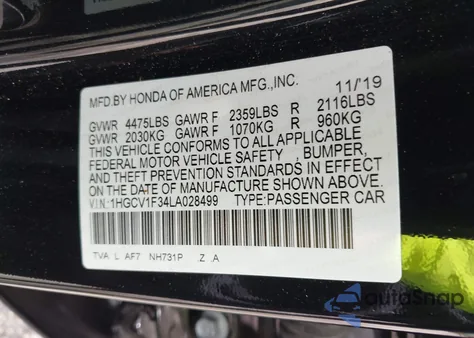 MFD.BY HONDA OF AMERICA MFG.,INC. 11/'19
GVWR 4475LBS GAWR F 2359LBS R 2116LBS
GVWR 2030KG GAWR F 1070KG R 960KG
THIS VEHICLE CONFORMS TO ALL APPLICABLE
FEDERAL MOTOR VEHICLE SAFETY , BUMPER,
AND THEFT PREVENTION STANDARDS IN EFFECT
ON THE DATE OF MANUFACTURE SHOWN ABOVE.
V.I.N:1HGCV1F34LA028499 TYPE:PASSENGER CAR
TVA L AF7 NH731P .Z .A
autoSnap